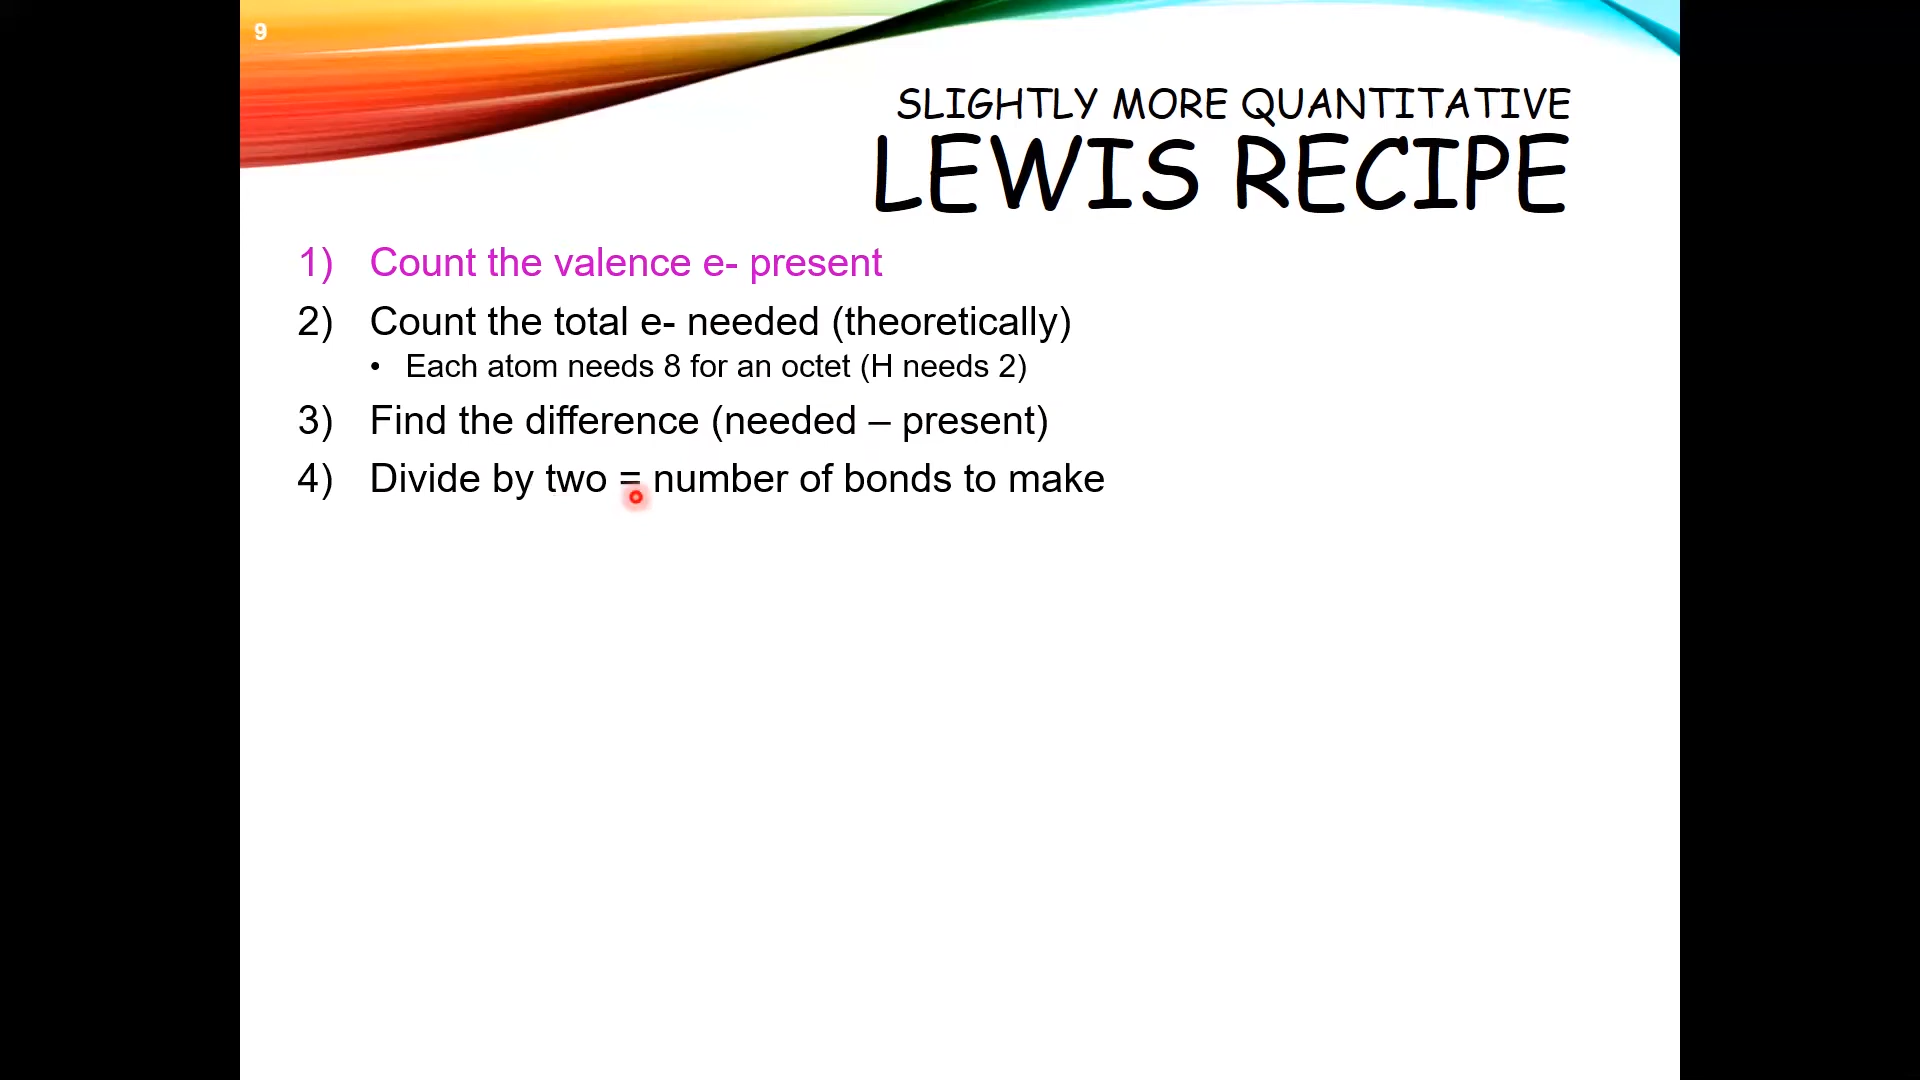 9
SLIGHTLY MORE QUANTITATIVE
LEWIS RECIPE
1) Count the valence e- present
2) Count the total e- needed (theoretically)
• Each atom needs 8 for an octet (H needs 2)
3) Find the difference (needed – present)
4) Divide by two = number of bonds to make